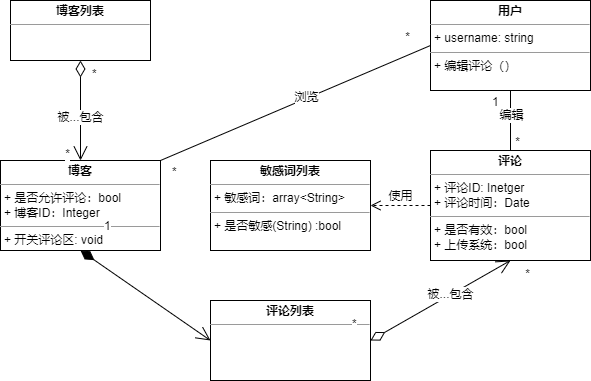 博客列表
*
被...包含
*
博客
+ 是否允许评论：bool
+ 博客ID：Integer
1
+ 开关评论区: void
浏览
*
*
用户
+ username: string
+ 编辑评论（）
1
编辑
*
敏感词列表
+ 敏感词：array<String>
+ 是否敏感(String) :bool
使用
评论
+ 评论ID: Inetger
+ 评论时间：Date
+ 是否有效：bool
+ 上传系统：bool
*
被...包含
评论列表
*